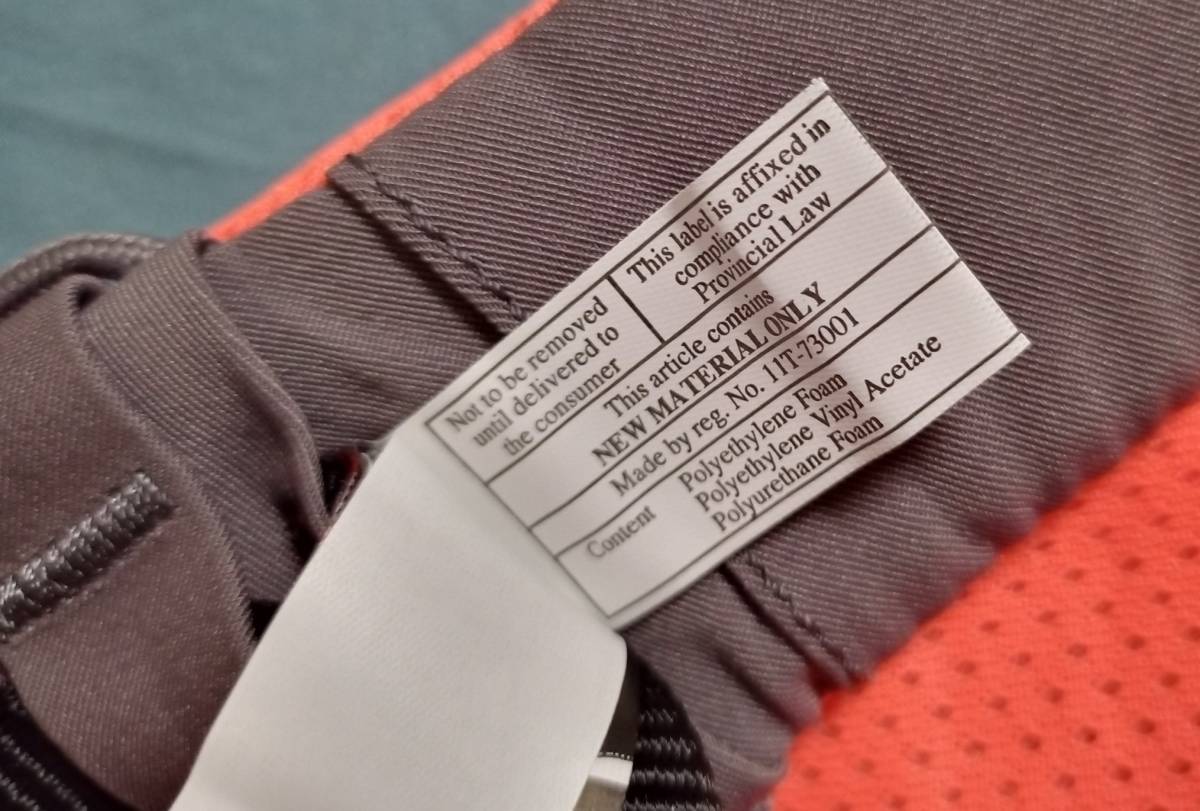 Not to be removed
until delivered to
the consumer
This label is affixed in
compliance with
Provincial Law
This article contains
NEW MATERIAL ONLY
Made by reg. No. 11T-73001
Content
Polyethylene Foam
Polyethylene Vinyl Acetate
Polyurethane Foam